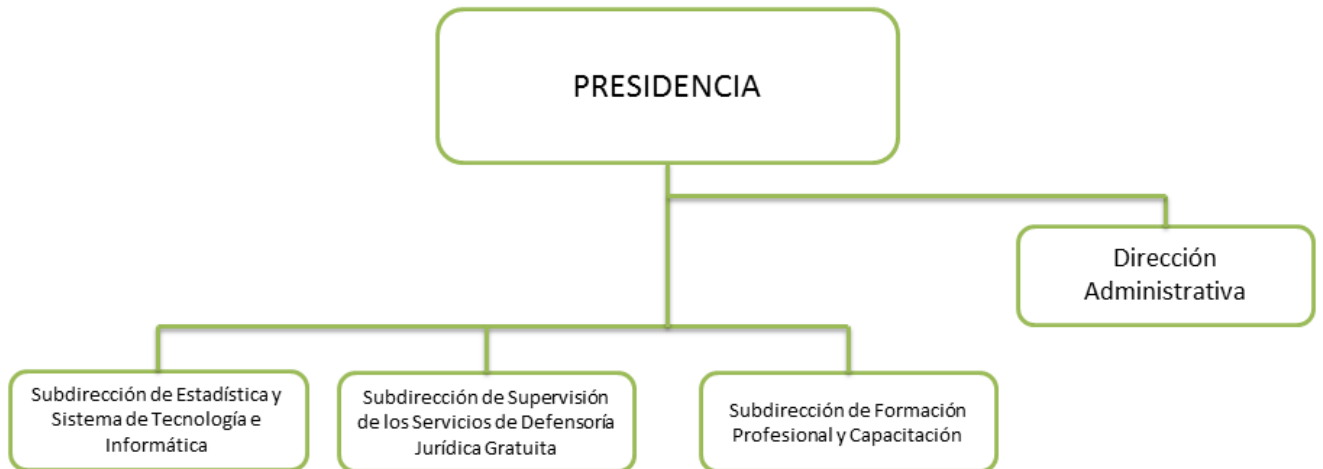 PRESIDENCIA
Dirección
Administrativa
Subdirección de Estadística y
Sistema de Tecnología e
Informática
Subdirección de Supervisión
de los Servicios de Defensoría
Jurídica Gratuita
Subdirección de Formación
Profesional y Capacitación